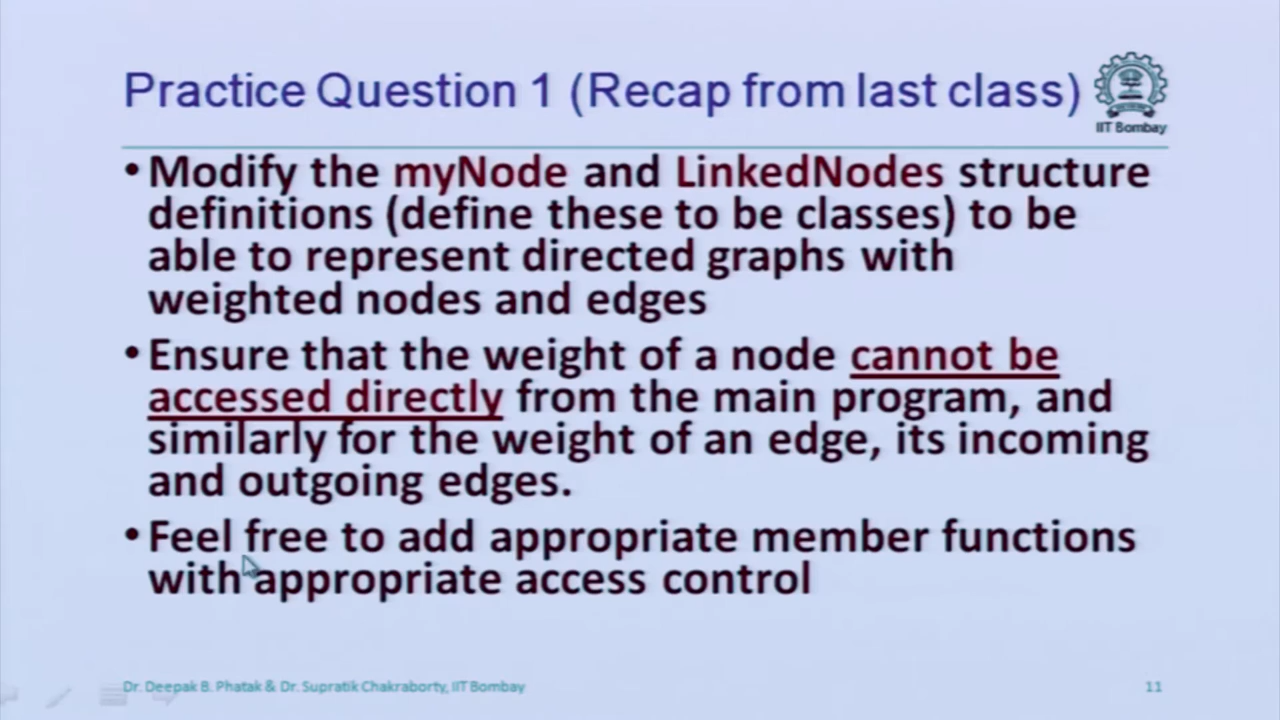 Practice Question 1 (Recap from last class)
IIT Bombay
• Modify the myNode and LinkedNodes structure
definitions (define these to be classes) to be
able to represent directed graphs with
weighted nodes and edges
• Ensure that the weight of a node cannot be
accessed directly from the main program, and
similarly for the weight of an edge, its incoming
and outgoing edges.
• Feel free to add appropriate member functions
with appropriate access control
Dr. Deepak B. Phatak & Dr. Supratik Chakraborty, IIT Bombay
11